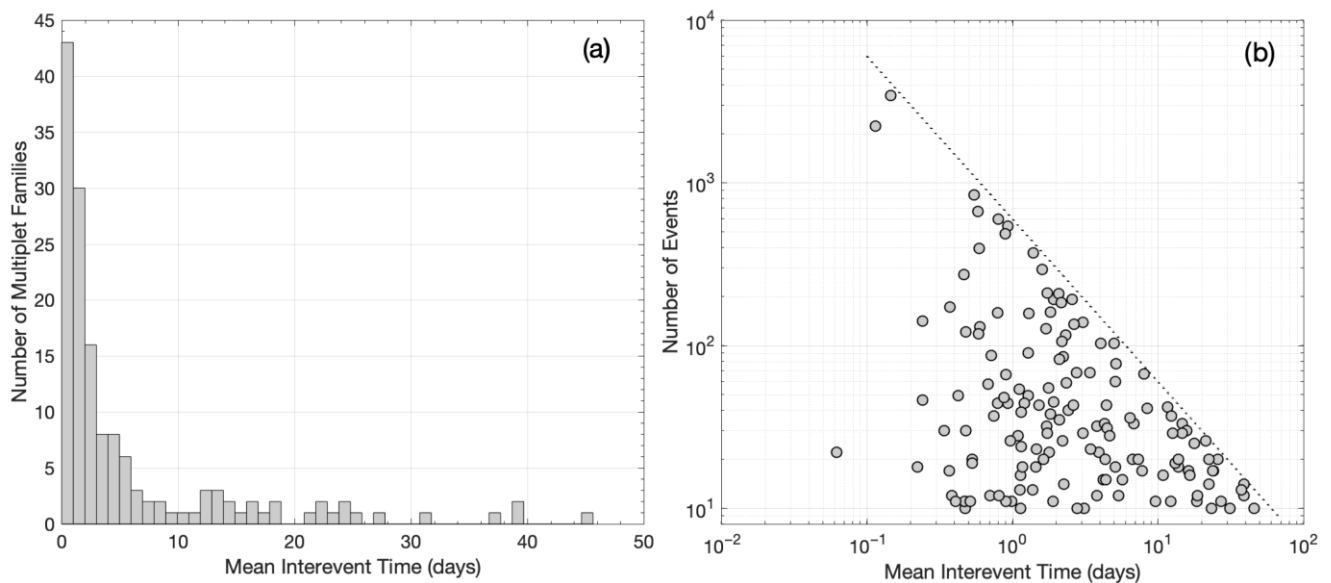 (a)
Number of Multiplet Families
45
40
35
30
25
20
15
10
5
0
0 10 20 30 40 50
Mean Interevent Time (days)
(b)
Number of Events
10^4
10^3
10^2
10^1
10^-2 10^-1 10^0 10^1 10^2
Mean Interevent Time (days)